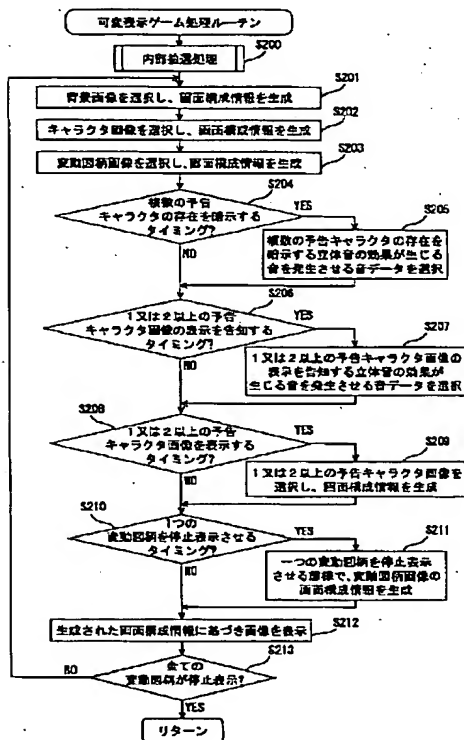 可変表示ゲーム処理ルーチン
S200
内部抽選処理
S201
背景画像を選択し、画面構成情報を生成
S202
キャラクタ画像を選択し、画面構成情報を生成
S203
変動図柄画像を選択し、画面構成情報を生成
S204
複数の予告
キャラクタの存在を暗示する
タイミング?
YES
NO
S205
複数の予告キャラクタの存在を
暗示する立体音の効果が生じる
音を発生させる音データを選択
S206
1又は2以上の予告
キャラクタ画像の表示を告知する
タイミング?
YES
NO
S207
1又は2以上の予告キャラクタ画像の
表示を告知する立体音の効果が
生じる音を発生させる音データを選択
S208
1又は2以上の予告
キャラクタ画像を表示する
タイミング?
YES
NO
S209
1又は2以上の予告キャラクタ画像を
選択し、画面構成情報を生成
S210
1つの
変動図柄を停止表示させる
タイミング?
YES
NO
S211
一つの変動図柄を停止表示
させる態様で、変動図柄画像の
画面構成情報を生成
S212
生成された画面構成情報に基づき画像を表示
S213
全ての
変動図柄が停止表示?
NO
YES
リターン